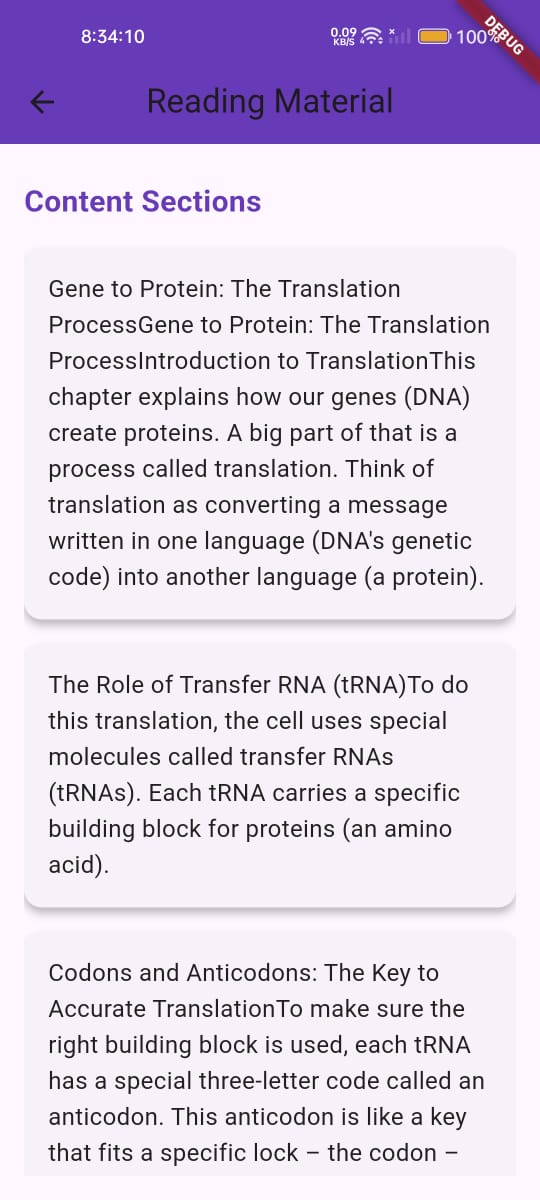 8:34:10
0.09 KB/S
100%
DEBUG
Reading Material
Content Sections
Gene to Protein: The Translation
ProcessGene to Protein: The Translation
ProcessIntroduction to TranslationThis
chapter explains how our genes (DNA)
create proteins. A big part of that is a
process called translation. Think of
translation as converting a message
written in one language (DNA's genetic
code) into another language (a protein).
The Role of Transfer RNA (tRNA)To do
this translation, the cell uses special
molecules called transfer RNAs
(tRNAs). Each tRNA carries a specific
building block for proteins (an amino
acid).
Codons and Anticodons: The Key to
Accurate TranslationTo make sure the
right building block is used, each tRNA
has a special three-letter code called an
anticodon. This anticodon is like a key
that fits a specific lock – the codon –